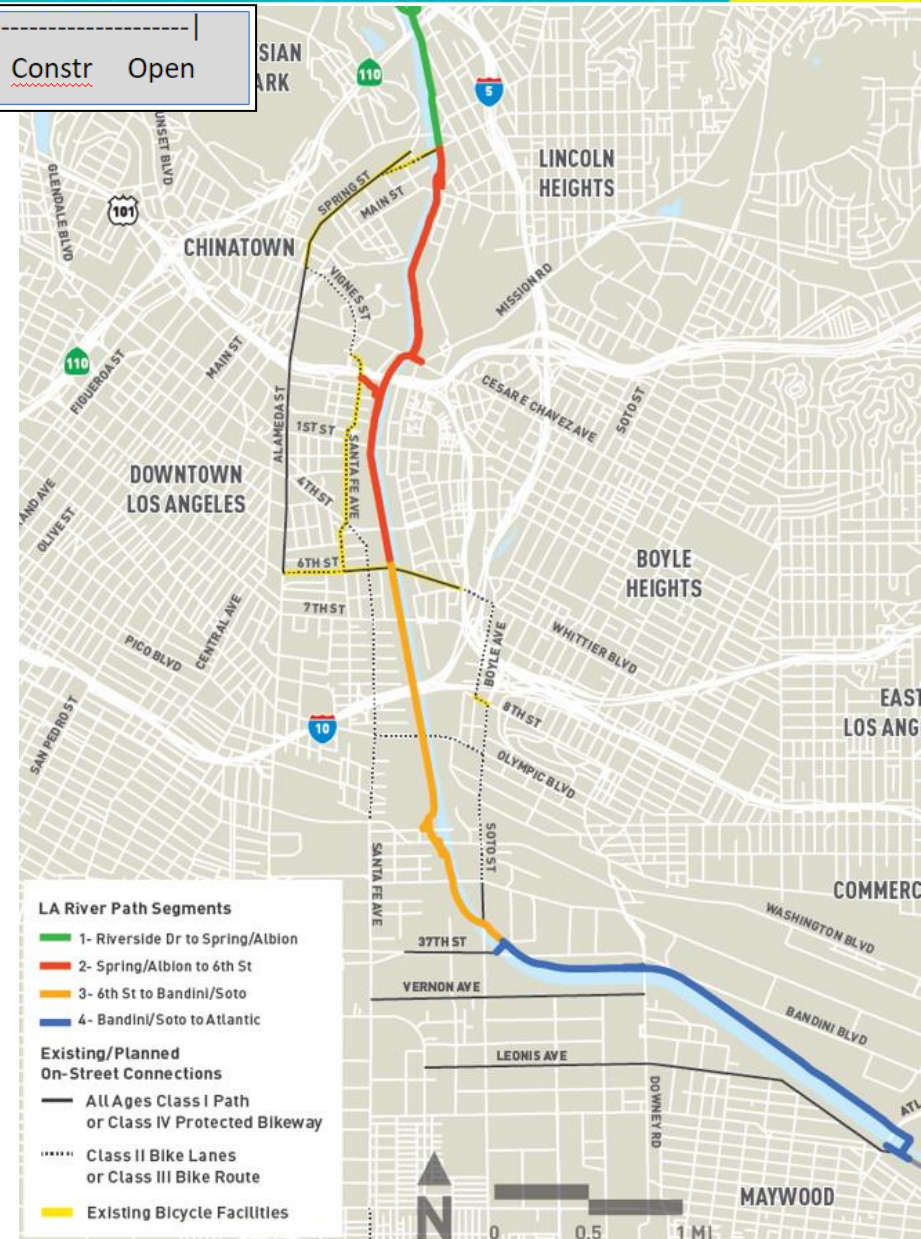 --------------------|
Constr Open
SIAN
ARK
110
5
UNSET BLVD
LINCOLN
HEIGHTS
GLENDALE BLVD
SPRING ST
MAIN ST
101
CHINATOWN
VIGNES ST
MISSION RD
110
FIGUEROA ST
MAIN ST
CESAR E CHAVEZ AVE
SOTO ST
ALAMEDA ST
1ST ST
SANTA FE AVE
DOWNTOWN
LOS ANGELES
4TH ST
AND AVE
OLIVE ST
6TH ST
BOYLE
HEIGHTS
7TH ST
CENTRAL AVE
PICO BLVD
WHITTIER BLVD
BOYLE AVE
SAN PEDRO ST
10
8TH ST
EAST
LOS ANG
OLYMPIC BLVD
SANTA FE AVE
SOTO ST
COMMERC
WASHINGTON BLVD
LA River Path Segments
1- Riverside Dr to Spring/Albion
2- Spring/Albion to 6th St
3- 6th St to Bandini/Soto
4- Bandini/Soto to Atlantic
Existing/Planned
On-Street Connections
All Ages Class I Path
or Class IV Protected Bikeway
Class II Bike Lanes
or Class III Bike Route
Existing Bicycle Facilities
37TH ST
VERNON AVE
BANDINI BLVD
LEONIS AVE
DOWNEY RD
ATL
MAYWOOD
N
0 0.5 1 MI